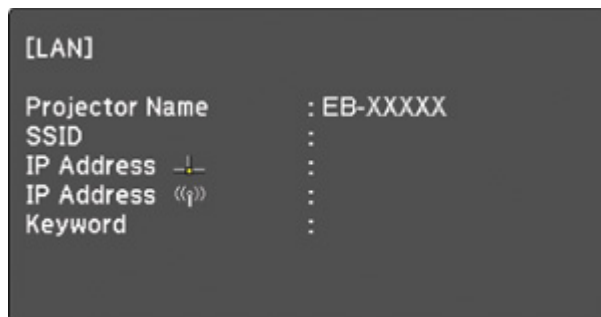 [LAN]
Projector Name : EB-XXXXX
SSID :
IP Address :
IP Address :
Keyword :